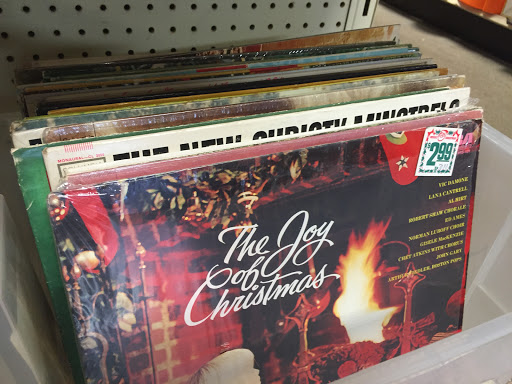 THE NEW CHRISTY MINSTRELS
2.99
The Joy
of
Christmas
VIC DAMONE
LANA CANTRELL
AL HIRT
ROBERT SHAW CHORALE
ED AMES
NORMAN LUBOFF CHOIR
GISELE MacKENZIE
CHET ATKINS WITH CHORUS
JOHN GARY
ARTHUR FIEDLER, BOSTON POPS